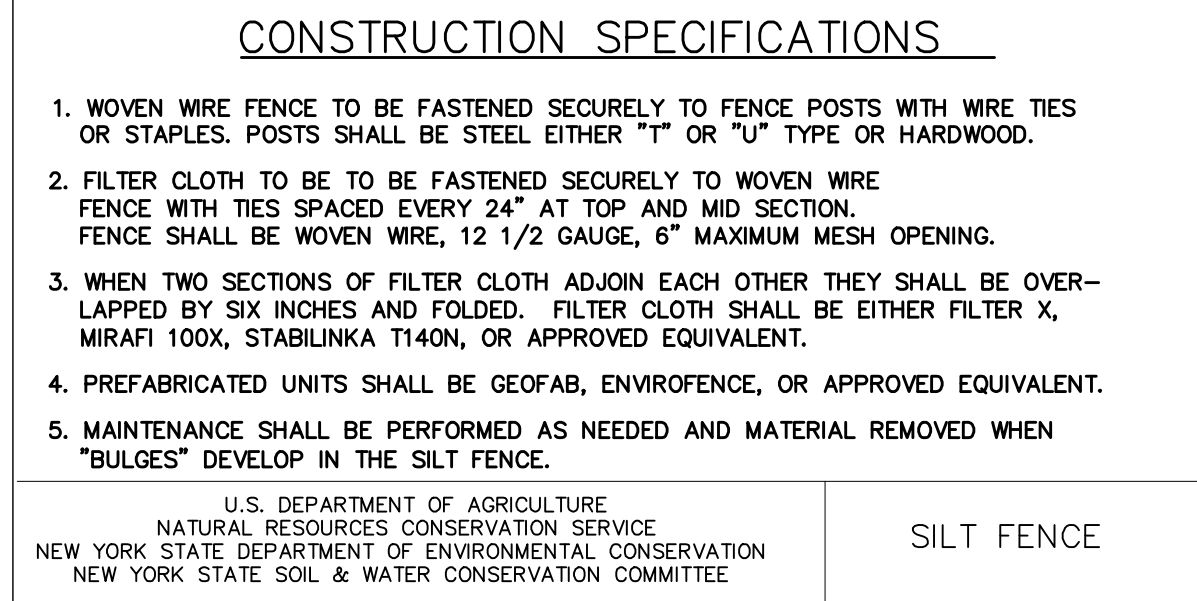 CONSTRUCTION SPECIFICATIONS
1. WOVEN WIRE FENCE TO BE FASTENED SECURELY TO FENCE POSTS WITH WIRE TIES
OR STAPLES. POSTS SHALL BE STEEL EITHER "T" OR "U" TYPE OR HARDWOOD.
2. FILTER CLOTH TO BE TO BE FASTENED SECURELY TO WOVEN WIRE
FENCE WITH TIES SPACED EVERY 24" AT TOP AND MID SECTION.
FENCE SHALL BE WOVEN WIRE, 12 1/2 GAUGE, 6" MAXIMUM MESH OPENING.
3. WHEN TWO SECTIONS OF FILTER CLOTH ADJOIN EACH OTHER THEY SHALL BE OVER-
LAPPED BY SIX INCHES AND FOLDED. FILTER CLOTH SHALL BE EITHER FILTER X,
MIRAFI 100X, STABILINKA T140N, OR APPROVED EQUIVALENT.
4. PREFABRICATED UNITS SHALL BE GEOFAB, ENVIROFENCE, OR APPROVED EQUIVALENT.
5. MAINTENANCE SHALL BE PERFORMED AS NEEDED AND MATERIAL REMOVED WHEN
"BULGES" DEVELOP IN THE SILT FENCE.
U.S. DEPARTMENT OF AGRICULTURE
NATURAL RESOURCES CONSERVATION SERVICE
NEW YORK STATE DEPARTMENT OF ENVIRONMENTAL CONSERVATION
NEW YORK STATE SOIL & WATER CONSERVATION COMMITTEE
SILT FENCE